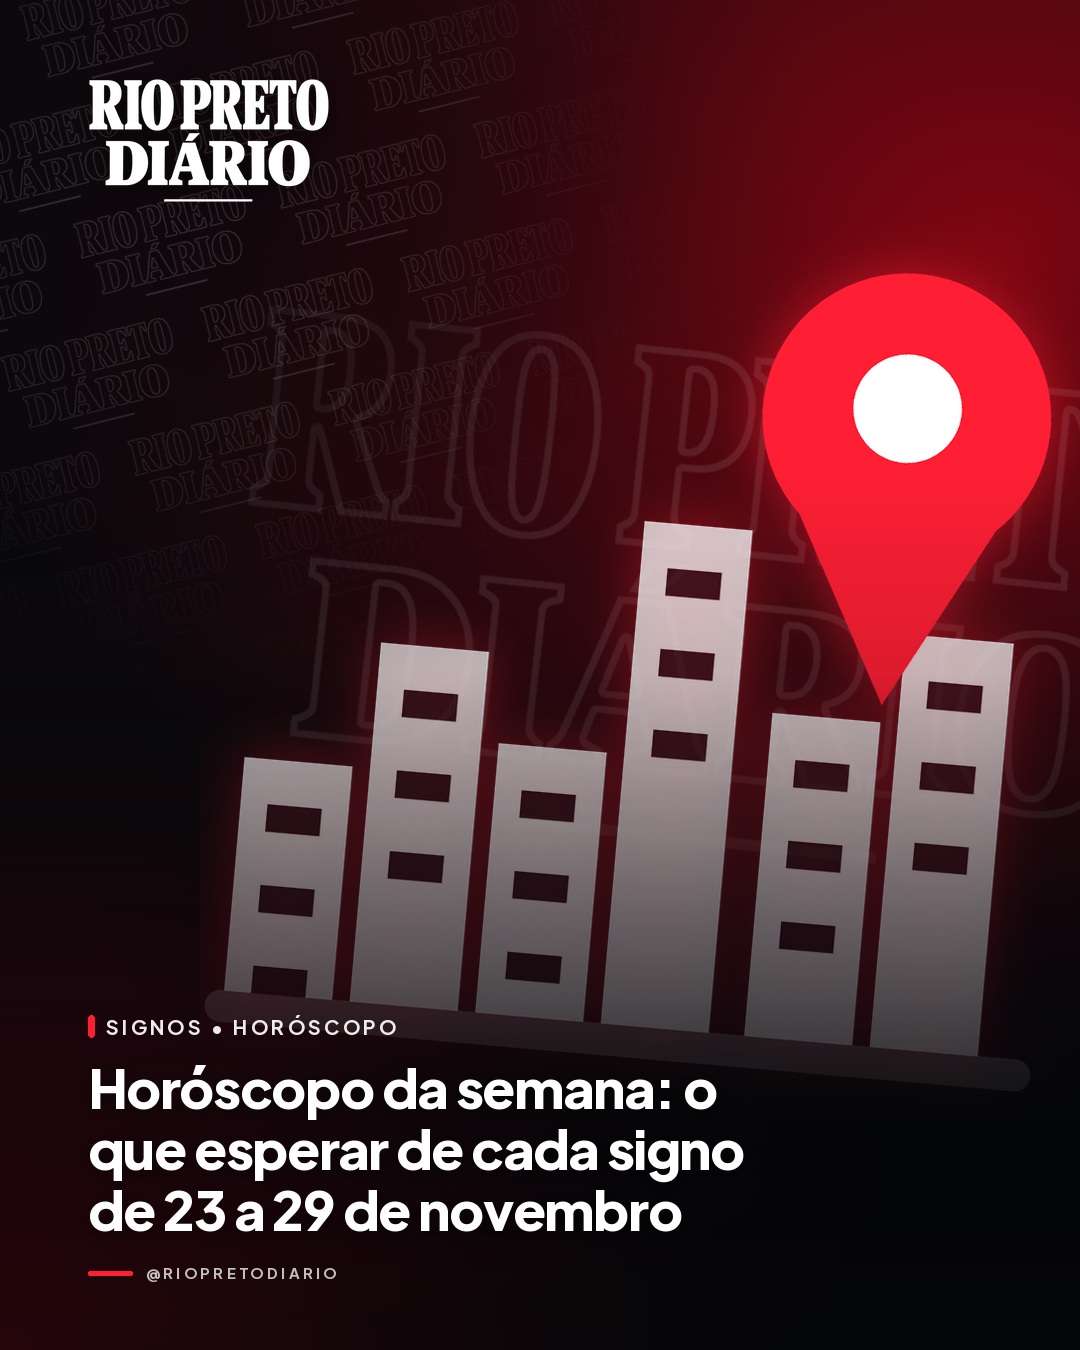 RIO PRETO
DIÁRIO
SIGNOS • HORÓSCOPO
Horóscopo da semana: o
que esperar de cada signo
de 23 a 29 de novembro
@RIOPRETODIARIO